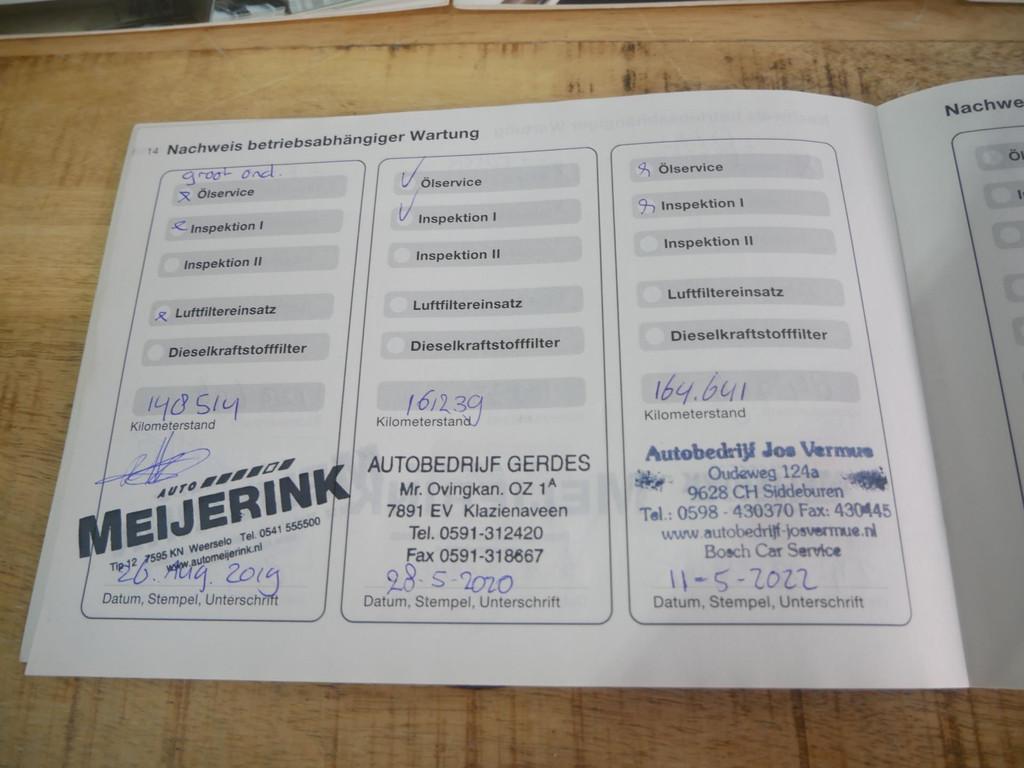 14 Nachweis betriebsabhängiger Wartung
groot ond.
Ölservice
Inspektion I
Inspektion II
Luftfiltereinsatz
Dieselkraftstofffilter
148514
Kilometerstand
AUTO
MEIJERINK
7595 KN Weerselo Tel. 0541 555500
www.automeijerink.nl
26. Aug. 2019
Datum, Stempel, Unterschrift
Ölservice
Inspektion I
Inspektion II
Luftfiltereinsatz
Dieselkraftstofffilter
161239
Kilometerstand
AUTOBEDRIJF GERDES
Mr. Ovingkan. OZ 1A
7891 EV Klazienaveen
Tel. 0591-312420
Fax 0591-318667
28-5-2020
Datum, Stempel, Unterschrift
Ölservice
Inspektion I
Inspektion II
Luftfiltereinsatz
Dieselkraftstofffilter
164.641
Kilometerstand
Autobedrijf Jos Vermue
Oudeweg 124a
9628 CH Siddeburen
Tel.: 0598 - 430370 Fax: 430445
www.autobedrijf-josvermue.nl
Bosch Car Service
11-5-2022
Datum, Stempel, Unterschrift
Nachwe
Öl